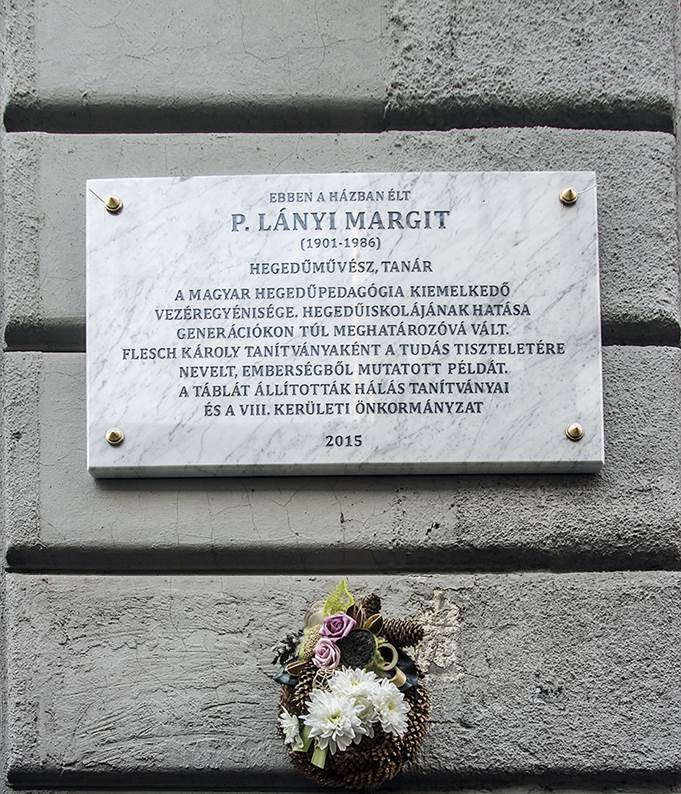 EBBEN A HÁZBAN ÉLT
P. LÁNYI MARGIT
(1901-1986)
HEGEDŰMŰVÉSZ, TANÁR
A MAGYAR HEGEDŰPEDAGÓGIA KIEMELKEDŐ
VEZÉREGYÉNISÉGE. HEGEDŰISKOLÁJÁNAK HATÁSA
GENERÁCIÓKON TÚL MEGHATÁROZÓVÁ VÁLT.
FLESCH KÁROLY TANÍTVÁNYAKÉNT A TUDÁS TISZTELETÉRE
NEVELT, EMBERSÉGBŐL MUTATOTT PÉLDÁT.
A TÁBLÁT ÁLLÍTOTTÁK HÁLÁS TANÍTVÁNYAI
ÉS A VIII. KERÜLETI ÖNKORMÁNYZAT
2015